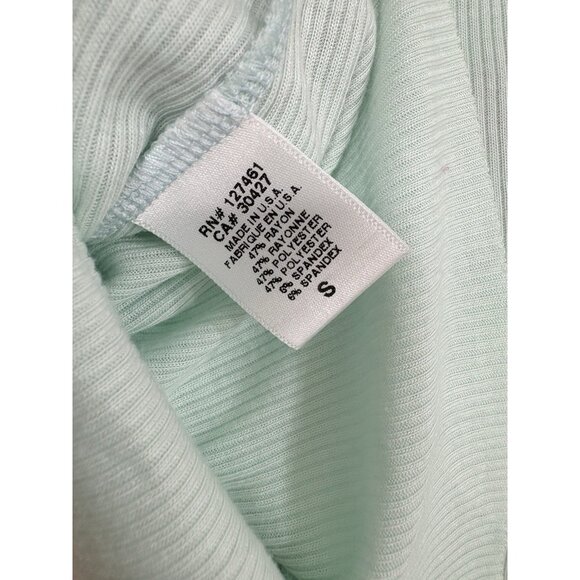 RN# 127461
CA# 30427
MADE IN U.S.A.
FABRIQUE EN U.S.A.
47% RAYON
47% RAYONNE
47% POLYESTER
47% POLYESTER
6% SPANDEX
6% SPANDEX
S